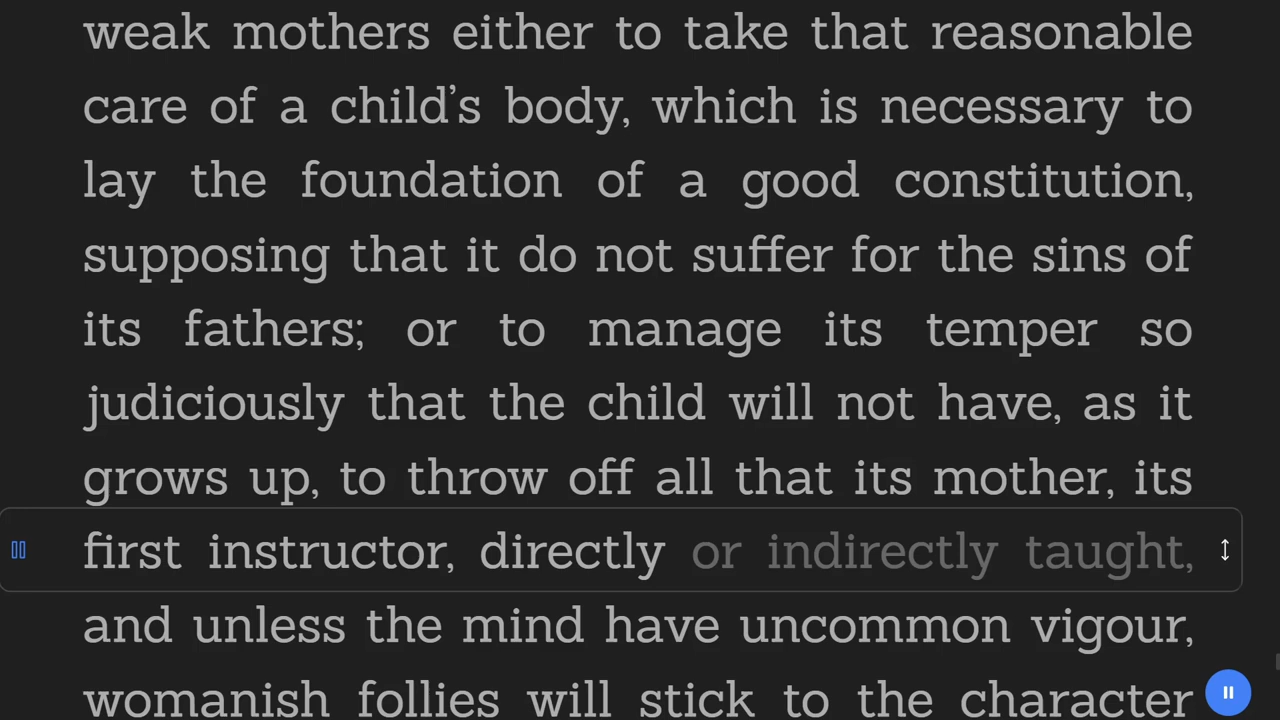 weak mothers either to take that reasonable
care of a child’s body, which is necessary to
lay the foundation of a good constitution,
supposing that it do not suffer for the sins of
its fathers; or to manage its temper so
judiciously that the child will not have, as it
grows up, to throw off all that its mother, its
first instructor, directly or indirectly taught,
and unless the mind have uncommon vigour,
womanish follies will stick to the character